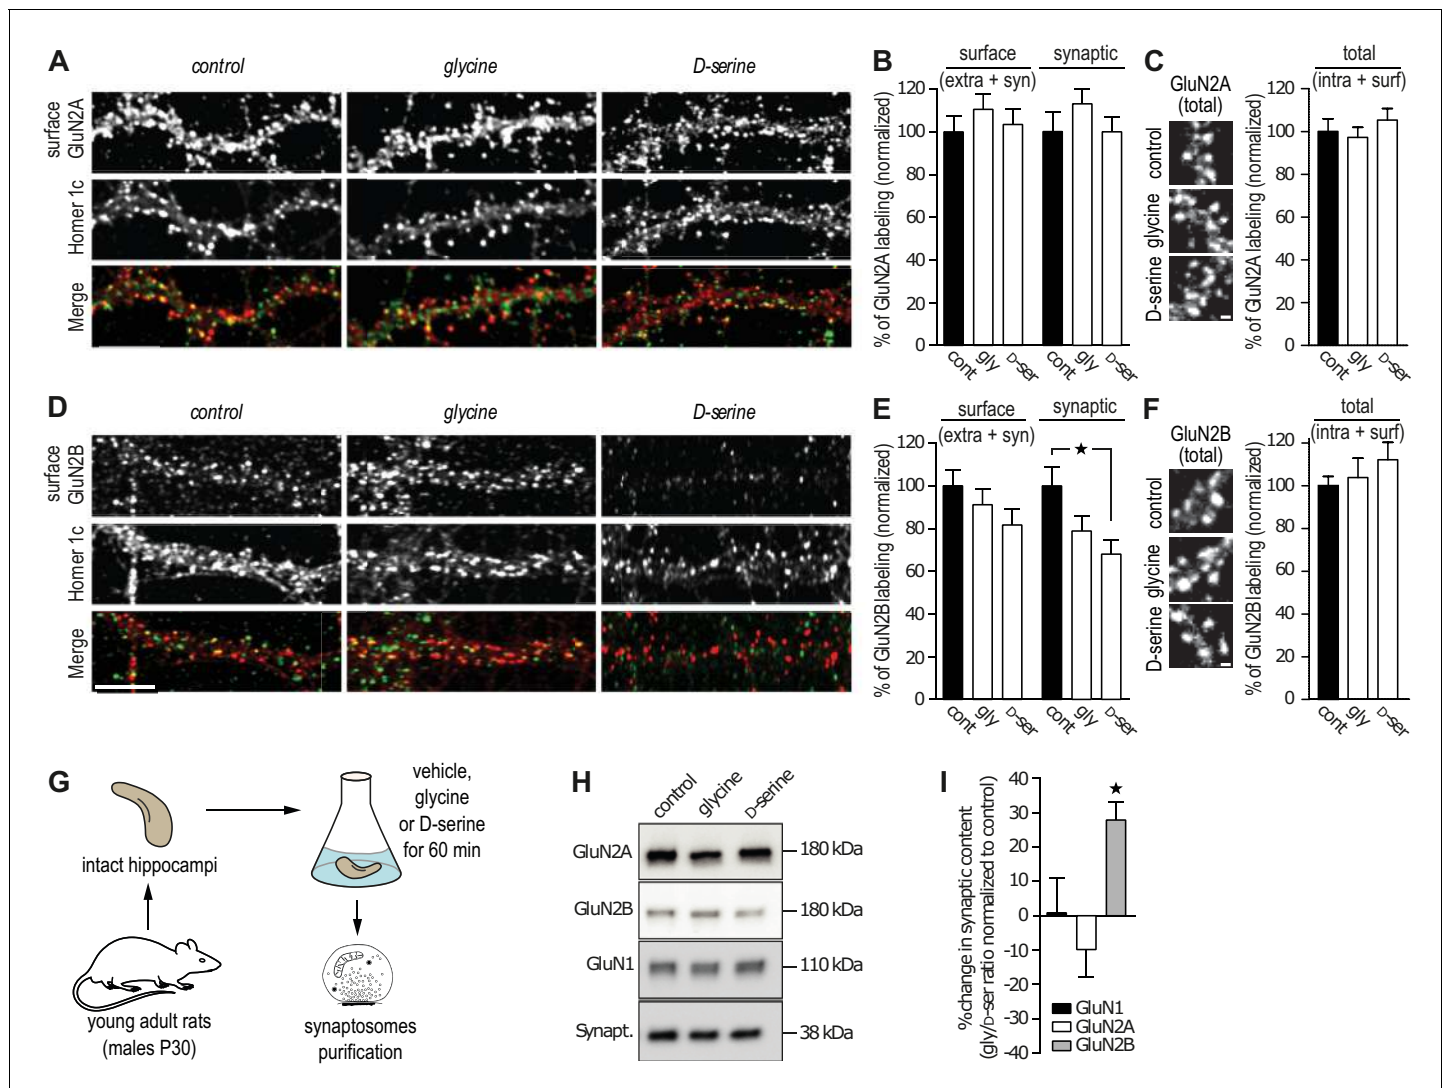 A
control
glycine
D-serine
surface
GluN2A
Homer 1c
Merge
B
surface
synaptic
(extra + syn)
% of GluN2A labeling (normalized)
120
100
80
60
40
20
0
cont
gly
D-ser
cont
gly
D-ser
C
GluN2A
(total)
control
glycine
D-serine
total
(intra + surf)
% of GluN2A labeling (normalized)
120
100
80
60
40
20
0
cont
gly
D-ser
D
control
glycine
D-serine
surface
GluN2B
Homer 1c
Merge
E
surface
synaptic
(extra + syn)
% of GluN2B labeling (normalized)
120
100
80
60
40
20
0
★
cont
gly
D-ser
cont
gly
D-ser
F
GluN2B
(total)
control
glycine
D-serine
total
(intra + surf)
% of GluN2B labeling (normalized)
120
100
80
60
40
20
0
cont
gly
D-ser
G
intact hippocampi
vehicle,
glycine
or D-serine
for 60 min
young adult rats
(males P30)
synaptosomes
purification
H
control
glycine
D-serine
GluN2A
180 kDa
GluN2B
180 kDa
GluN1
110 kDa
Synapt.
38 kDa
I
% change in synaptic content
(gly/D-ser ratio normalized to control)
40
30
20
10
0
-10
-20
-30
-40
★
GluN1
GluN2A
GluN2B